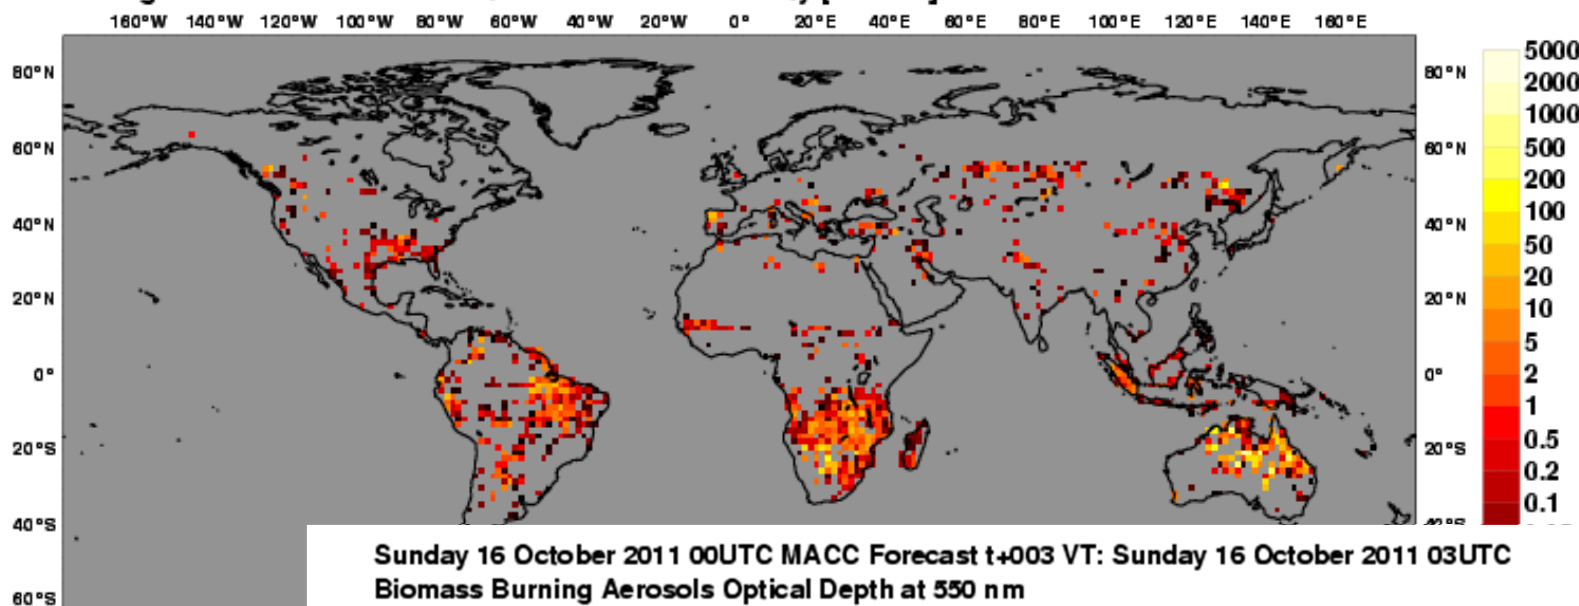 160°W 140°W 120°W 100°W 80°W 60°W 40°W 20°W 0° 20°E 40°E 60°E 80°E 100°E 120°E 140°E 160°E
80°N 80°N 5000
2000
1000
60°N 60°N 500
200
40°N 40°N 100
50
20°N 20°N 20
10
5
0° 0° 2
1
0.5
20°S 20°S 0.2
0.1
40°S
Sunday 16 October 2011 00UTC MACC Forecast t+003 VT: Sunday 16 October 2011 03UTC
Biomass Burning Aerosols Optical Depth at 550 nm
60°S